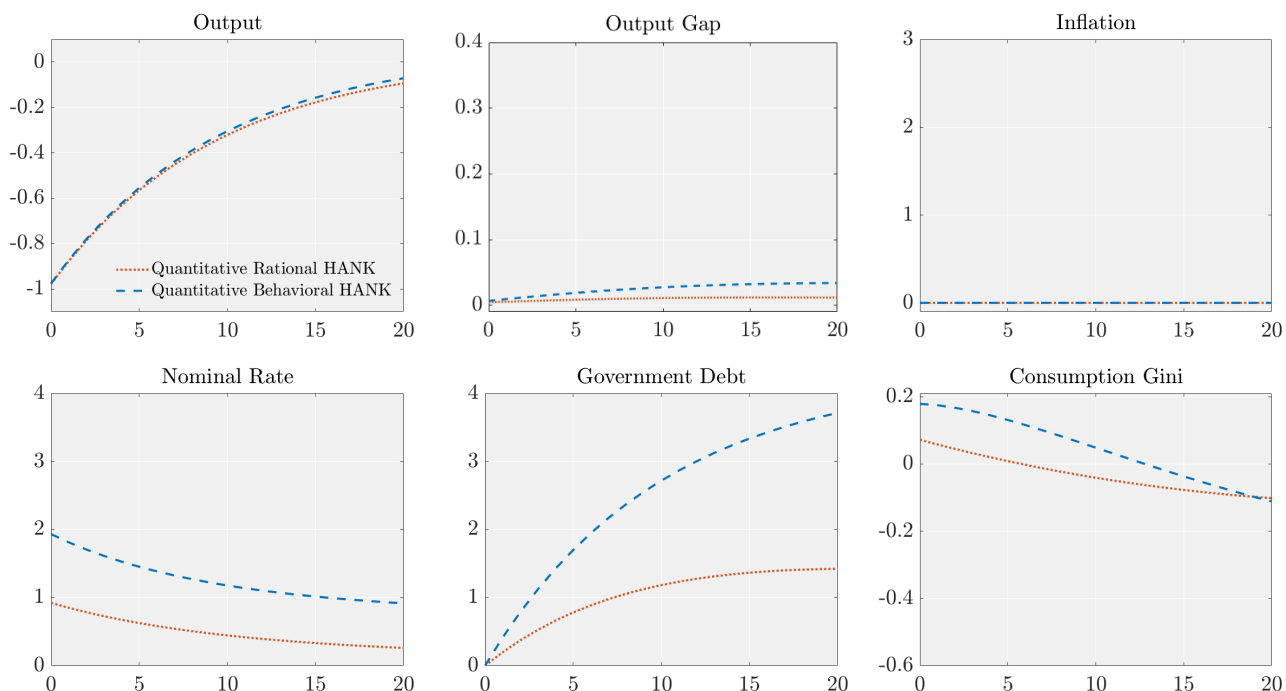 Output
0
-0.2
-0.4
-0.6
-0.8
-1
Quantitative Rational HANK
Quantitative Behavioral HANK
0 5 10 15 20
Output Gap
0.4
0.3
0.2
0.1
0
0 5 10 15 20
Inflation
3
2
1
0
0 5 10 15 20
Nominal Rate
4
3
2
1
0
0 5 10 15 20
Government Debt
4
3
2
1
0
0 5 10 15 20
Consumption Gini
0.2
0
-0.2
-0.4
-0.6
0 5 10 15 20